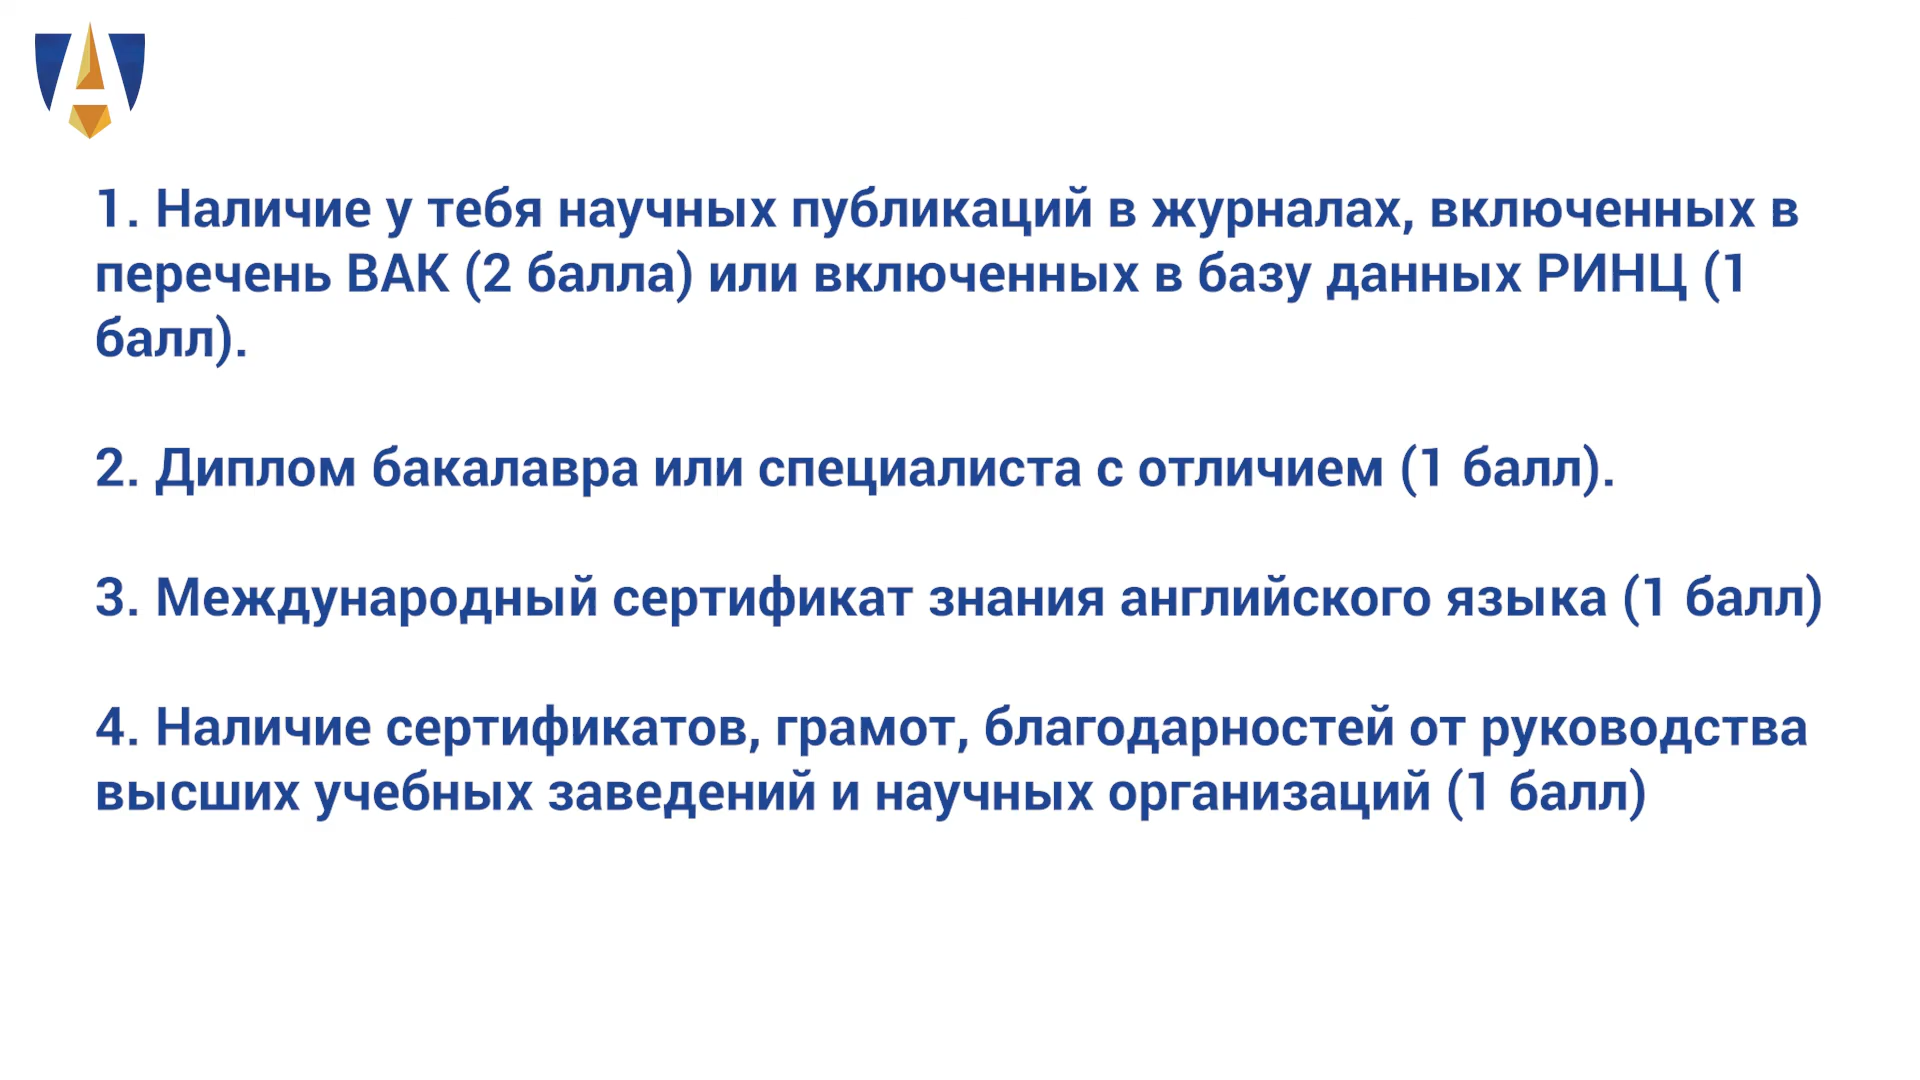 1. Наличие у тебя научных публикаций в журналах, включенных в
перечень ВАК (2 балла) или включенных в базу данных РИНЦ (1
балл).
2. Диплом бакалавра или специалиста с отличием (1 балл).
3. Международный сертификат знания английского языка (1 балл)
4. Наличие сертификатов, грамот, благодарностей от руководства
высших учебных заведений и научных организаций (1 балл)